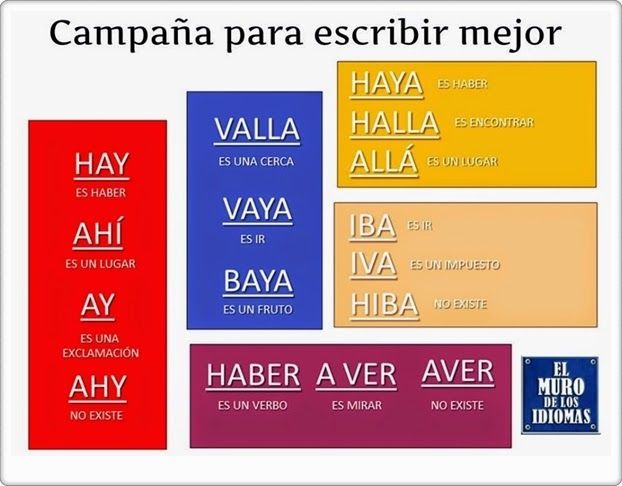 Campaña para escribir mejor
HAY
ES HABER
AHÍ
ES UN LUGAR
AY
ES UNA
EXCLAMACIÓN
AHY
NO EXISTE
VALLA
ES UNA CERCA
VAYA
ES IR
BAYA
ES UN FRUTO
HAYA ES HABER
HALLA ES ENCONTRAR
ALLÁ ES UN LUGAR
IBA ES IR
IVA ES UN IMPUESTO
HIBA NO EXISTE
HABER A VER AVER
ES UN VERBO ES MIRAR NO EXISTE
EL
MURO
DE LOS
IDIOMAS